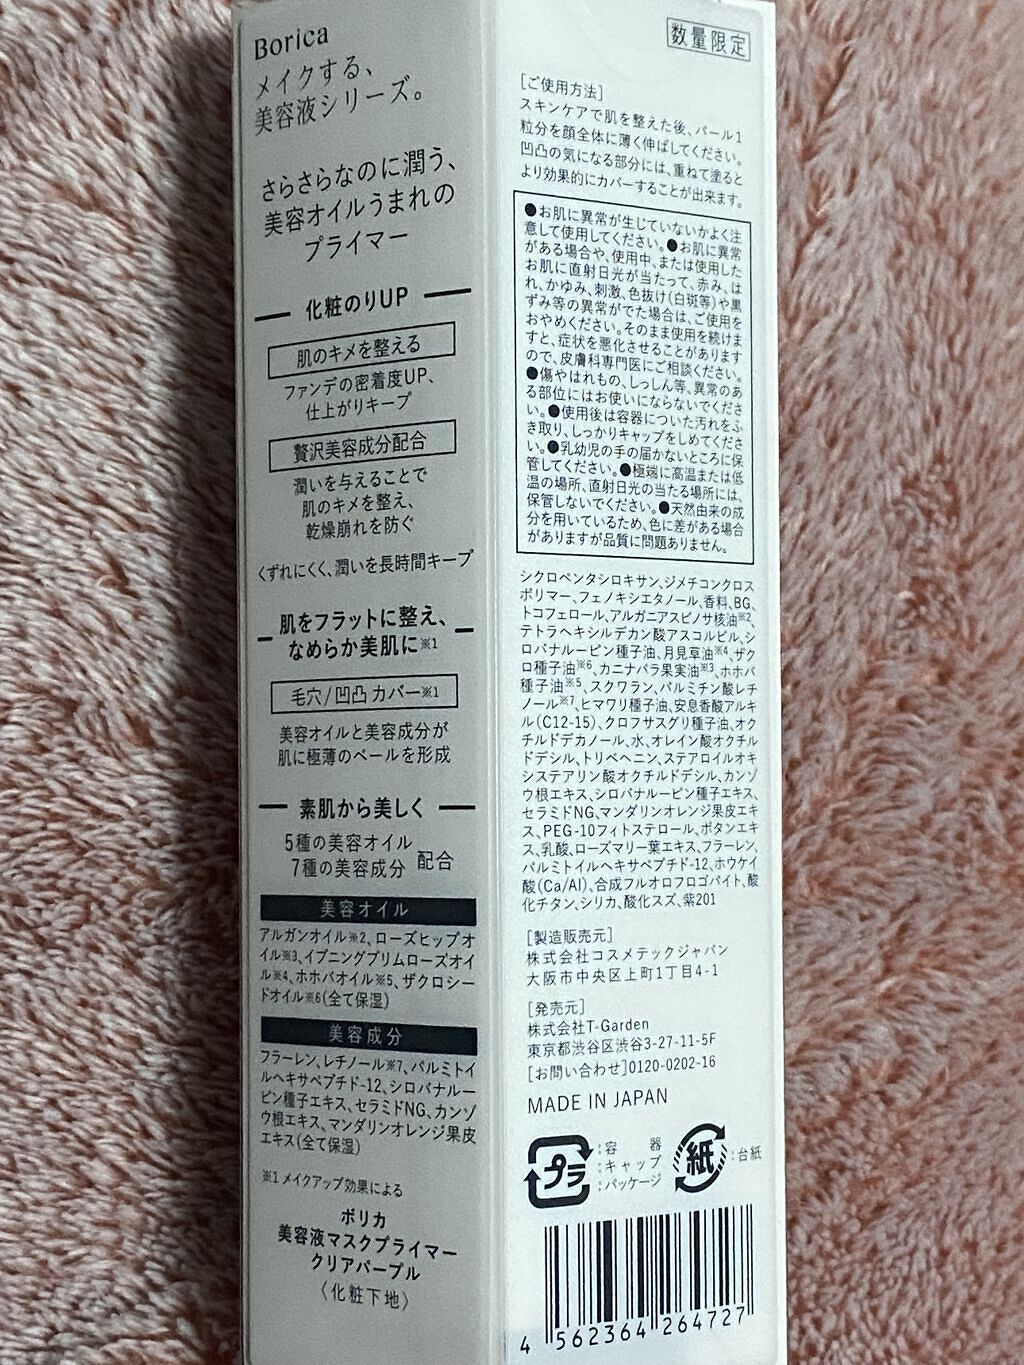 Borica
メイクする、
美容液シリーズ。
さらさらなのに潤う、
美容オイルうまれの
プライマー
化粧のりUP
肌のキメを整える
ファンデの密着度UP、
仕上がりキープ
贅沢美容成分配合
潤いを与えることで
肌のキメを整え、
乾燥崩れを防ぐ
くずれにくく、潤いを長時間キープ
肌をフラットに整え、
なめらか美肌に※1
毛穴/凹凸 カバー※1
美容オイルと美容成分が
肌に極薄のベールを形成
素肌から美しく
5種の美容オイル
7種の美容成分 配合
美容オイル
アルガンオイル※2、ローズヒップオ
イル※3、イブニングプリムローズオイ
ル※4、ホホバオイル※5、ザクロシー
ドオイル※6(全て保湿)
美容成分
フラーレン、レチノール※7、パルミトイ
ルヘキサペプチド-12、シロバナルー
ピン種子エキス、セラミドNG、カンゾ
ウ根エキス、マンダリンオレンジ果皮
エキス(全て保湿)
※1 メイクアップ効果による
ボリカ
美容液マスクプライマー
クリアパープル
〈化粧下地〉
数量限定
[ご使用方法]
スキンケアで肌を整えた後、パール1
粒分を顔全体に薄く伸ばしてください。
凹凸の気になる部分には、重ねて塗ると
より効果的にカバーすることが出来ます。
●お肌に異常が生じていないかよく注
意して使用してください。●お肌に異常
がある場合や、使用中、または使用した
お肌に直射日光が当たって、赤み、は
れ、かゆみ、刺激、色抜け(白斑等)や黒
ずみ等の異常がでた場合は、ご使用を
おやめください。そのまま使用を続けま
すと、症状を悪化させることがあります
ので、皮膚科専門医にご相談ください。
●傷やはれもの、しっしん等、異常のあ
る部位にはお使いにならないでくださ
い。●使用後は容器についた汚れをふ
き取り、しっかりキャップをしめてくださ
い。●乳幼児の手の届かないところに保
管してください。●極端に高温または低
温の場所、直射日光の当たる場所には、
保管しないでください。●天然由来の成
分を用いているため、色に差がある場合
がありますが品質に問題ありません。
シクロペンタシロキサン、ジメチコンクロス
ポリマー、フェノキシエタノール、香料、BG、
トコフェロール、アルガニアスピノサ核油※2、
テトラヘキシルデカン酸アスコルビル、シ
ロバナルーピン種子油、月見草油※4、ザク
ロ種子油※6、カニナバラ果実油※3、ホホバ
種子油※5、スクワラン、パルミチン酸レチ
ノール※7、ヒマワリ種子油、安息香酸アルキ
ル(C12-15)、クロフサスグリ種子油、オク
チルドデカノール、水、オレイン酸オクチル
ドデシル、トリベヘニン、ステアロイルオキ
システアリン酸オクチルドデシル、カンゾ
ウ根エキス、シロバナルーピン種子エキス、
セラミドNG、マンダリンオレンジ果皮エキ
ス、PEG-10フィトステロール、ボタンエキ
ス、乳酸、ローズマリー葉エキス、フラーレン、
パルミトイルヘキサペプチド-12、ホウケイ
酸(Ca/Al)、合成フルオロフロゴパイト、酸
化チタン、シリカ、酸化スズ、紫201
[製造販売元]
株式会社コスメテックジャパン
大阪市中央区上町1丁目4-1
[発売元]
株式会社T-Garden
東京都渋谷区渋谷3-27-11-5F
[お問い合わせ]0120-0202-16
MADE IN JAPAN
プラ
:容 器
:キャップ
:パッケージ
紙
:台紙
4 562364 264727